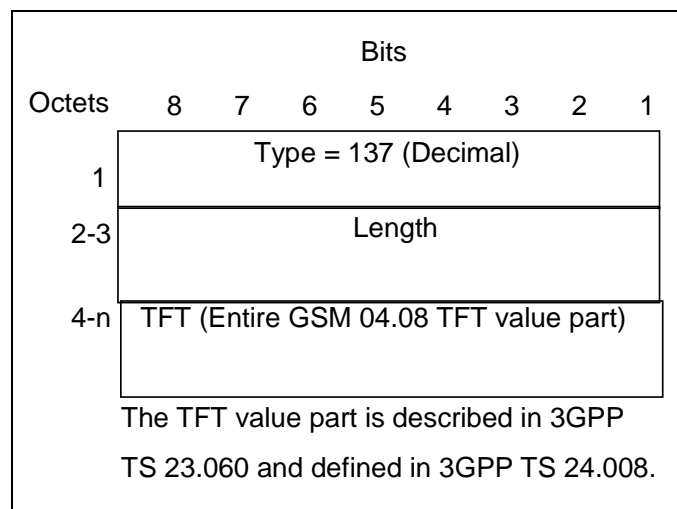 Bits
Octets 8 7 6 5 4 3 2 1
1 Type = 137 (Decimal)
2-3 Length
4-n TFT (Entire GSM 04.08 TFT value part)
The TFT value part is described in 3GPP
TS 23.060 and defined in 3GPP TS 24.008.